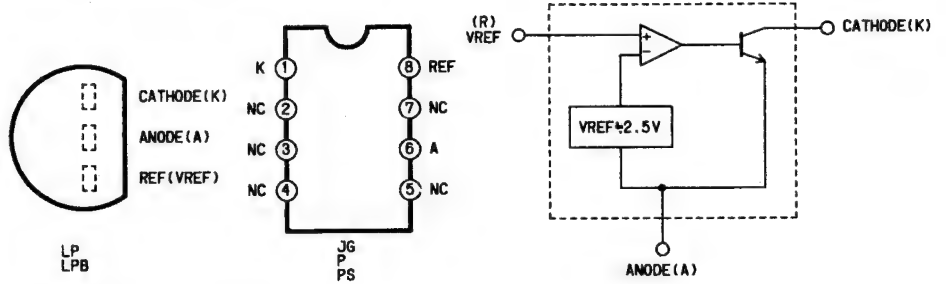 CATHODE(K)
ANODE(A)
REF(VREF)
LP
LPB
K 1 8 REF
NC 2 7 NC
NC 3 6 A
NC 4 5 NC
JG
P
PS
(R)
VREF
+
−
CATHODE(K)
VREF≒2.5V
ANODE(A)